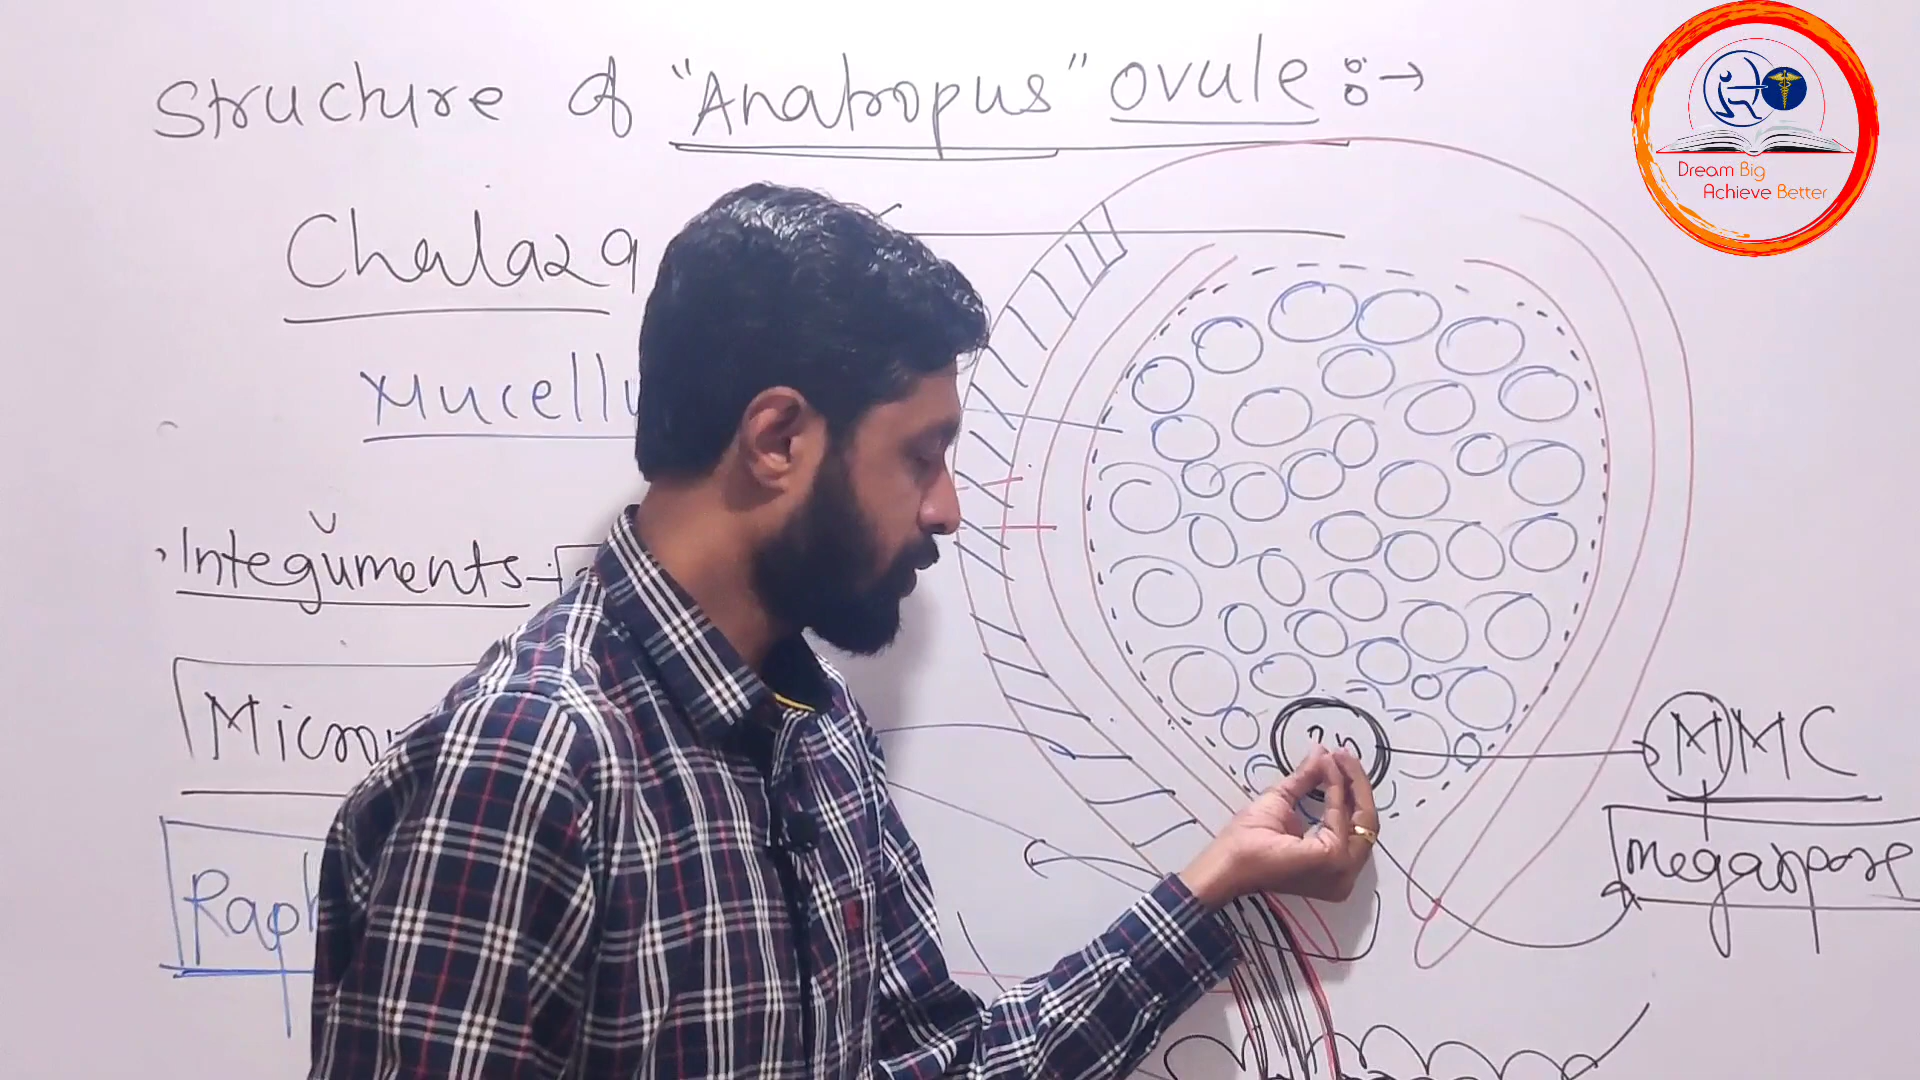 Structure of "Anatropus" ovule :→
Chalaza
Nucellu
Integuments
Micro
Raph
2n
MMC
Megaspore
Dream Big
Achieve Better